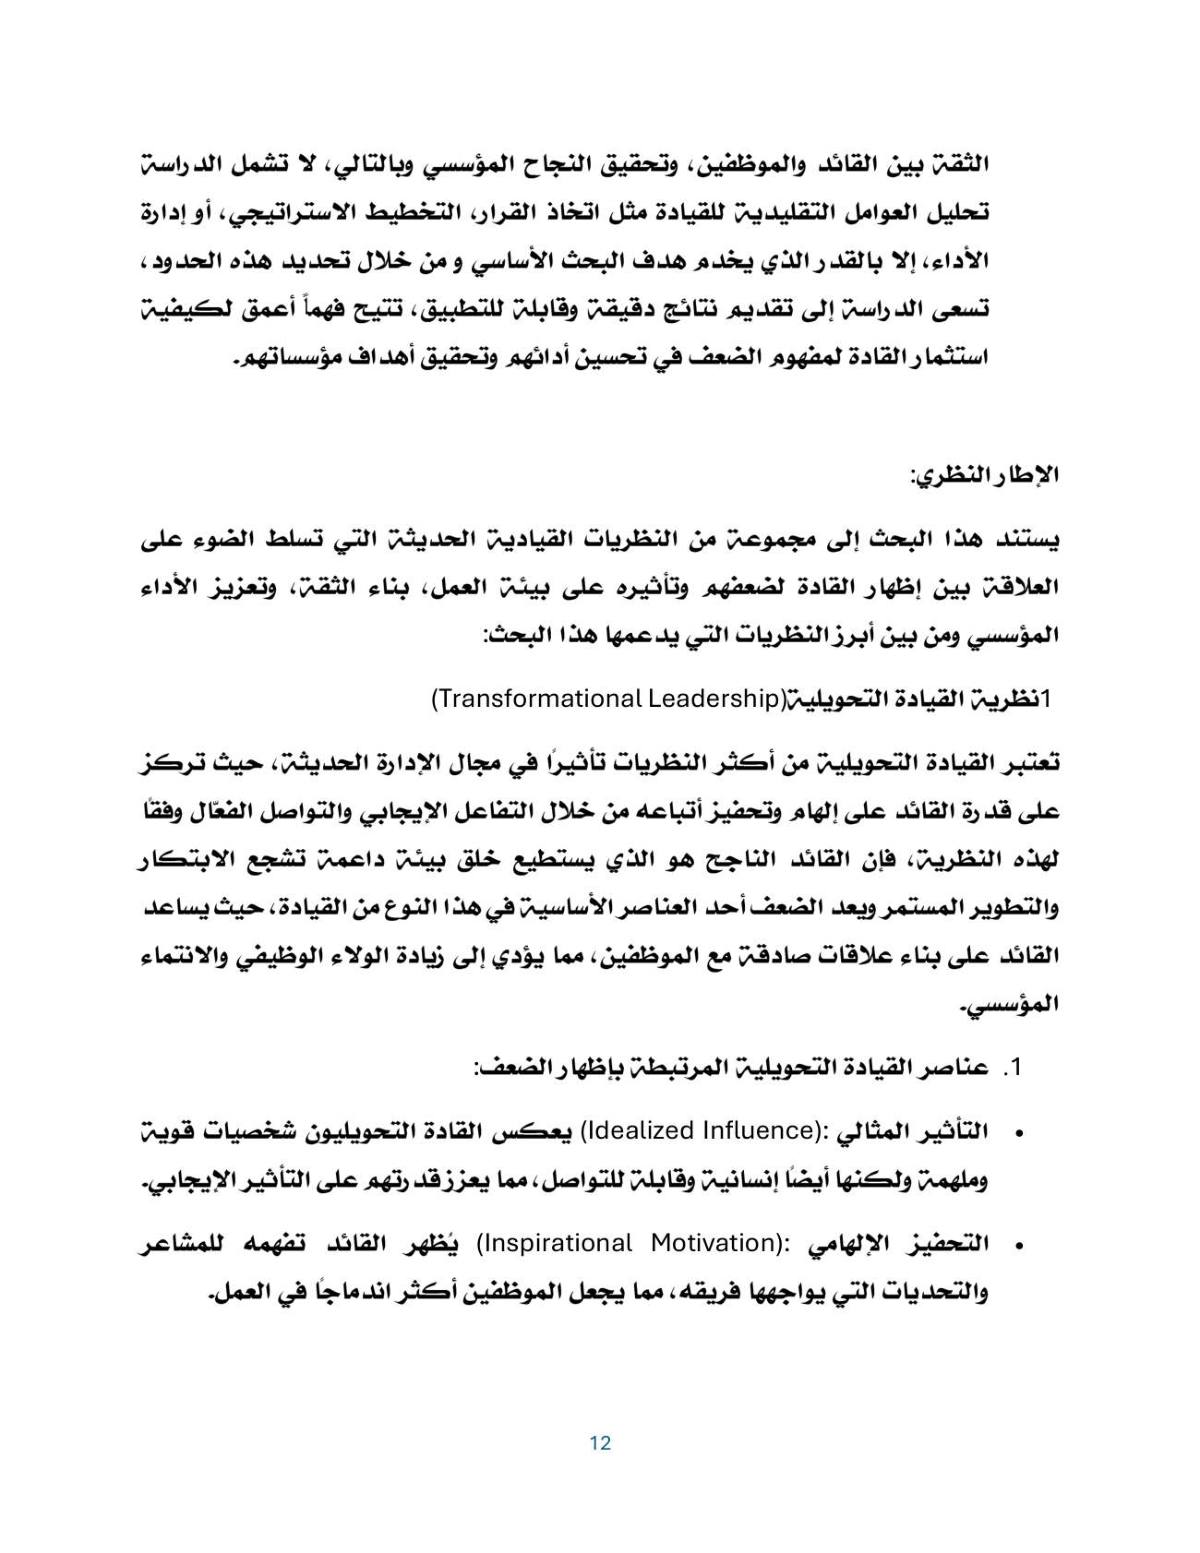 الثقة بين القائد والموظفين، وتحقيق النجاح المؤسسي وبالتالي، لا تشمل الدراسة
تحليل العوامل التقليدية للقيادة مثل اتخاذ القرار، التخطيط الاستراتيجي، أو إدارة
الأداء، إلا بالقدر الذي يخدم هدف البحث الأساسي و من خلال تحديد هذه الحدود،
تسعى الدراسة إلى تقديم نتائج دقيقة وقابلة للتطبيق، تتيح فهماً أعمق لكيفية
استثمار القادة لمفهوم الضعف في تحسين أدائهم وتحقيق أهداف مؤسساتهم.
الإطار النظري:
يستند هذا البحث إلى مجموعة من النظريات القيادية الحديثة التي تسلط الضوء على
العلاقة بين إظهار القادة لضعفهم وتأثيره على بيئة العمل، بناء الثقة، وتعزيز الأداء
المؤسسي ومن بين أبرز النظريات التي يدعمها هذا البحث:
1نظرية القيادة التحويلية(Transformational Leadership)
تُعتبر القيادة التحويلية من أكثر النظريات تأثيرًا في مجال الإدارة الحديثة، حيث تركز
على قدرة القائد على إلهام وتحفيز أتباعه من خلال التفاعل الإيجابي والتواصل الفعّال وفقًا
لهذه النظرية، فإن القائد الناجح هو الذي يستطيع خلق بيئة داعمة تشجع الابتكار
والتطوير المستمر ويعد الضعف أحد العناصر الأساسية في هذا النوع من القيادة، حيث يساعد
القائد على بناء علاقات صادقة مع الموظفين، مما يؤدي إلى زيادة الولاء الوظيفي والانتماء
المؤسسي.
1. عناصر القيادة التحويلية المرتبطة بإظهار الضعف:
• التأثير المثالي :(Idealized Influence) يعكس القادة التحويليون شخصيات قوية
وملهمة ولكنها أيضًا إنسانية وقابلة للتواصل، مما يعزز قدرتهم على التأثير الإيجابي.
• التحفيز الإلهامي :(Inspirational Motivation) يُظهر القائد تفهمه للمشاعر
والتحديات التي يواجهها فريقه، مما يجعل الموظفين أكثر اندماجًا في العمل.
12